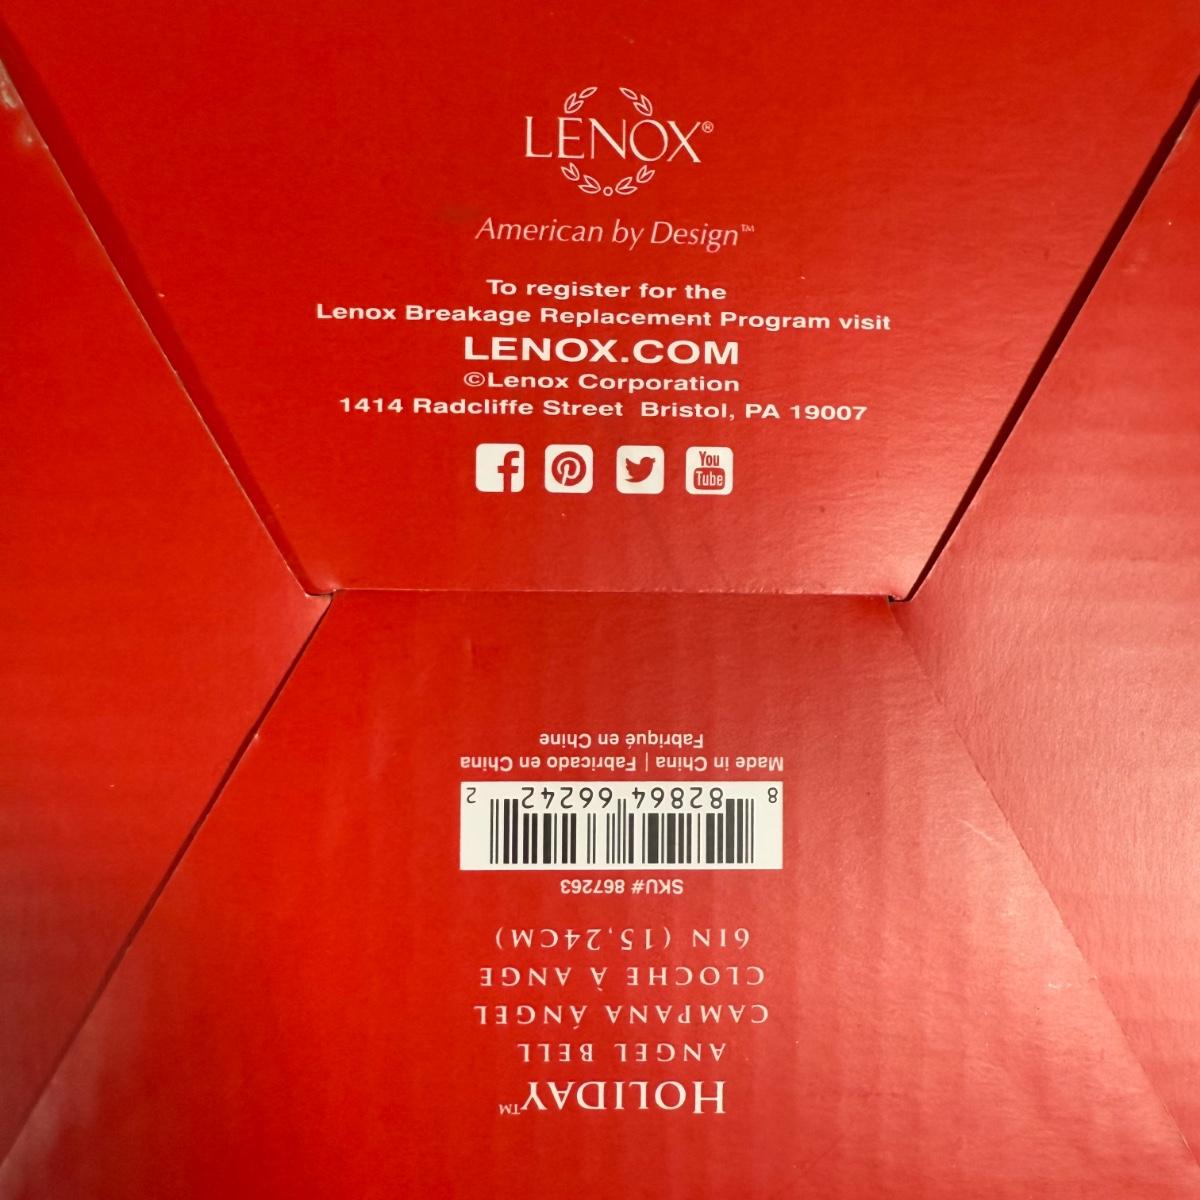 LENOX®
American by Design™
To register for the
Lenox Breakage Replacement Program visit
LENOX.COM
©Lenox Corporation
1414 Radcliffe Street Bristol, PA 19007
You
Tube
HOLIDAY™
ANGEL BELL
CAMPANA ÁNGEL
CLOCHE À ANGE
6IN (15,24CM)
SKU# 867263
8 82864 66242 2
Made in China | Fabricado en China
Fabriqué en Chine